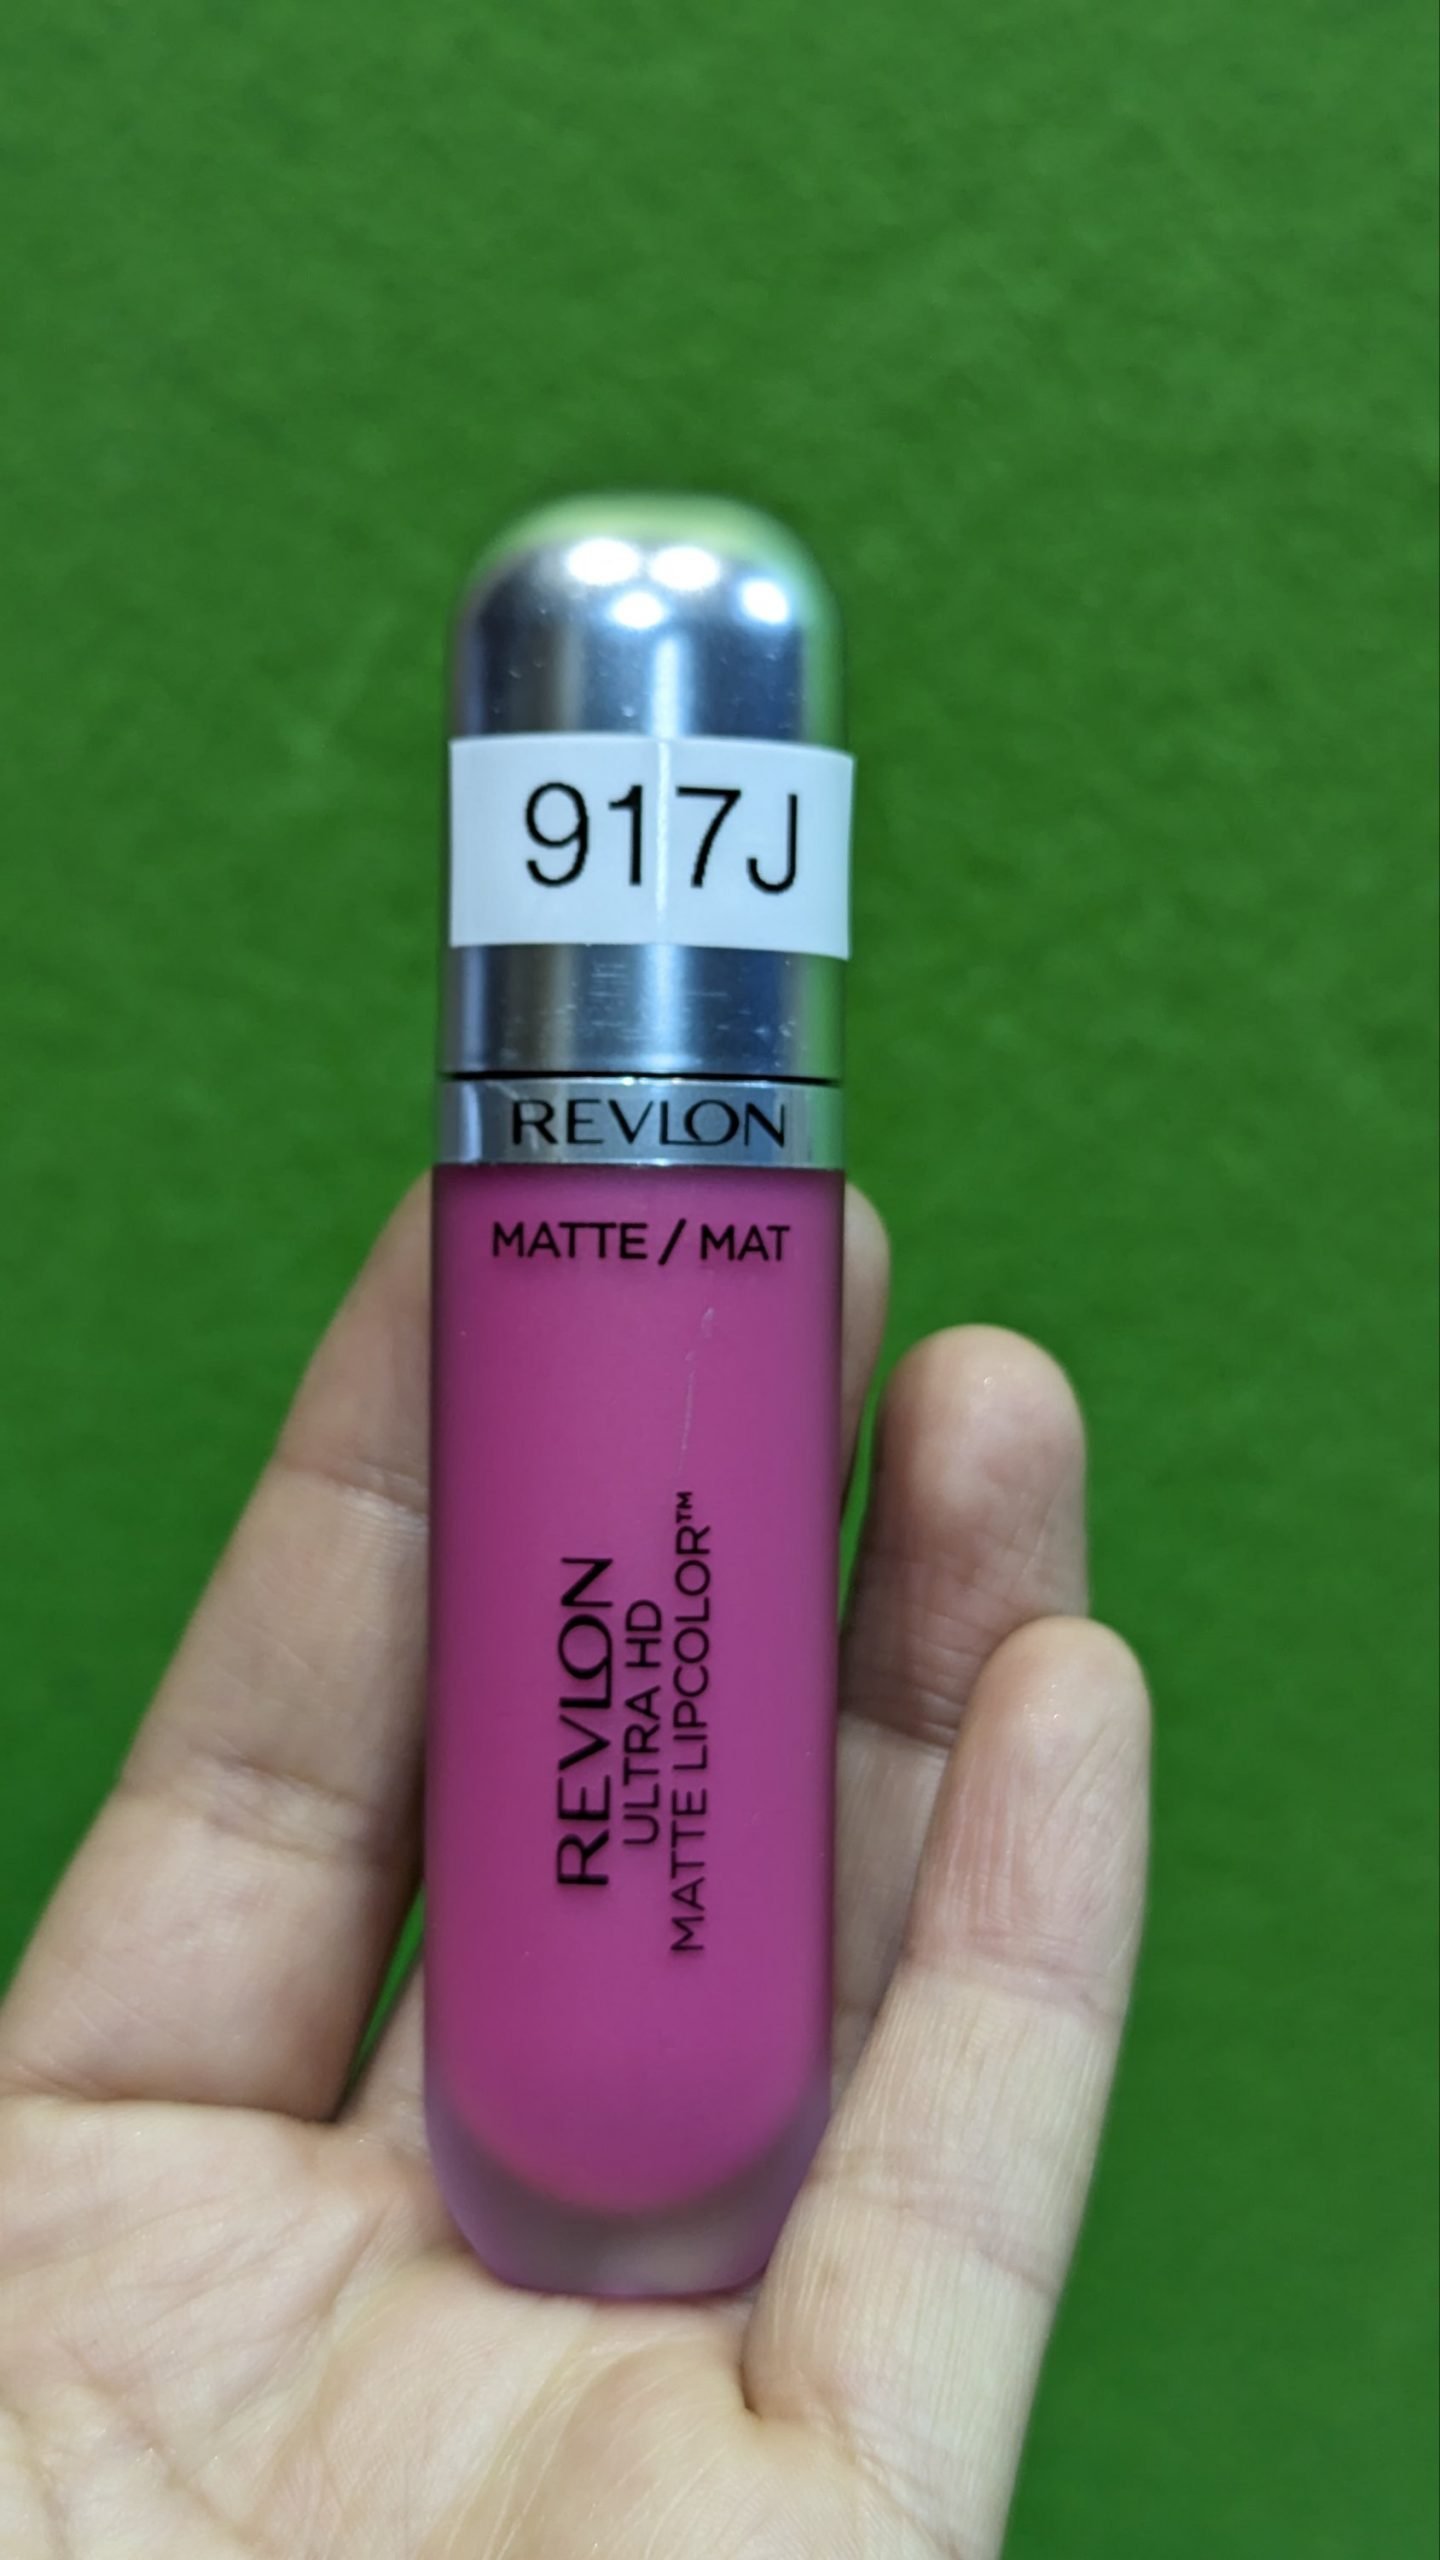 917J
REVLON
MATTE / MAT
REVLON
ULTRA HD
MATTE LIPCOLOR™